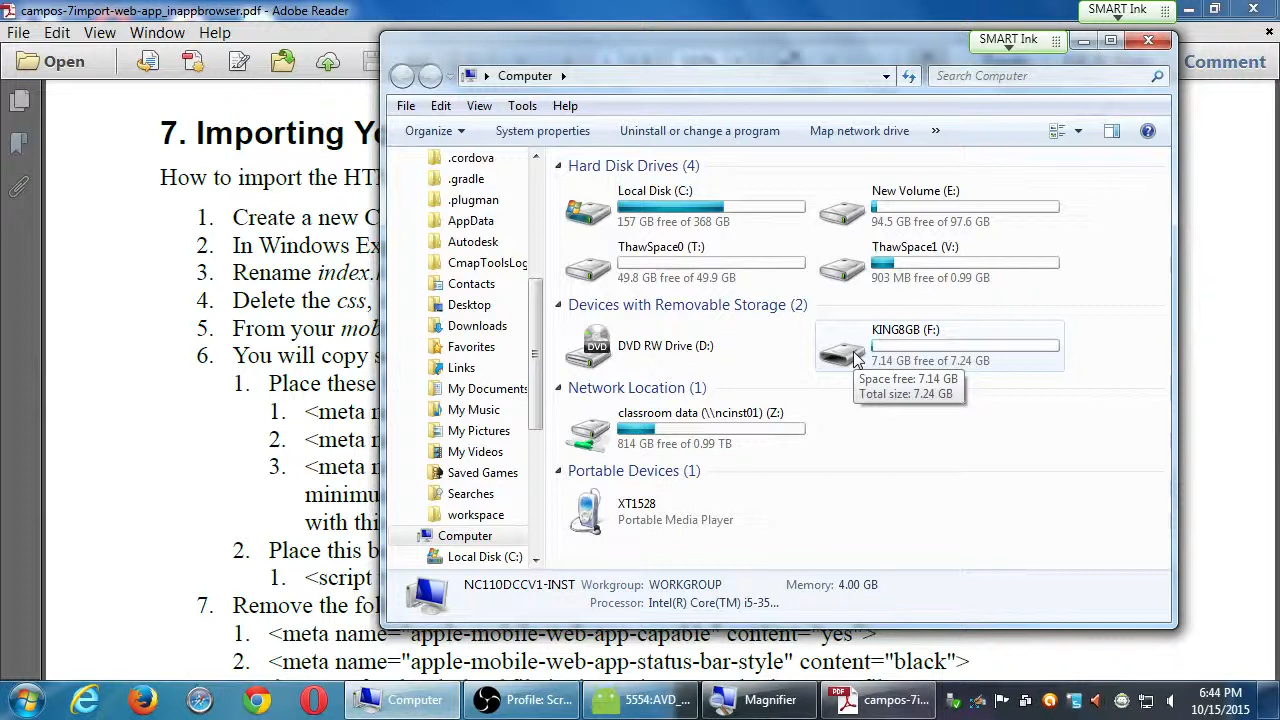 campos-7import-web-app_inappbrowser.pdf - Adobe Reader
SMART Ink
File Edit View Window Help
SMART Ink
Open
Comment
Computer
Search Computer
File Edit View Tools Help
Organize System properties Uninstall or change a program Map network drive »
7. Importing Yo
How to import the HT
1. Create a new C
2. In Windows Ex
3. Rename index.
4. Delete the css,
5. From your mob
6. You will copy s
1. Place these
1. <meta n
2. <meta n
3. <meta n
minimu
with thi
2. Place this b
1. <script
7. Remove the fol
1. <meta name="apple-mobile-web-app-capable" content="yes">
2. <meta name="apple-mobile-web-app-status-bar-style" content="black">
.cordova
.gradle
.plugman
AppData
Autodesk
CmapToolsLog
Contacts
Desktop
Downloads
Favorites
Links
My Documents
My Music
My Pictures
My Videos
Saved Games
Searches
workspace
Computer
Local Disk (C:)
Hard Disk Drives (4)
Local Disk (C:)
157 GB free of 368 GB
New Volume (E:)
94.5 GB free of 97.6 GB
ThawSpace0 (T:)
49.8 GB free of 49.9 GB
ThawSpace1 (V:)
903 MB free of 0.99 GB
Devices with Removable Storage (2)
DVD
DVD RW Drive (D:)
KING8GB (F:)
7.14 GB free of 7.24 GB
Space free: 7.14 GB
Total size: 7.24 GB
Network Location (1)
classroom data (\\ncinst01) (Z:)
814 GB free of 0.99 TB
Portable Devices (1)
XT1528
Portable Media Player
NC110DCCV1-INST Workgroup: WORKGROUP Memory: 4.00 GB
Processor: Intel(R) Core(TM) i5-35...
Computer
Profile: Scr...
5554:AVD_...
Magnifier
PDF
campos-7i...
6:44 PM
10/15/2015